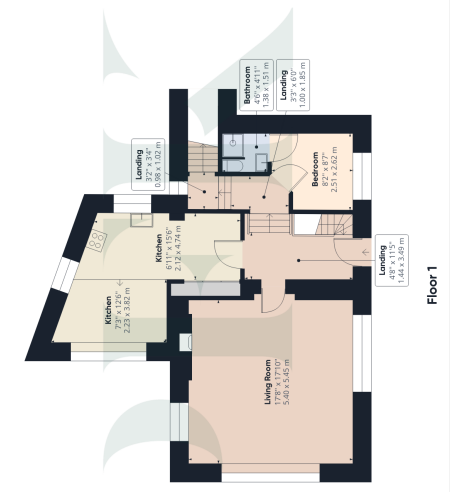 Bathroom
4'6" x 4'11"
1.38 x 1.51 m
Landing
3'3" x 6'0"
1.00 x 1.85 m
Landing
3'2" x 3'4"
0.98 x 1.02 m
Bedroom
8'2" x 8'7"
2.51 x 2.62 m
Kitchen
6'11" x 15'6"
2.12 x 4.74 m
Kitchen
7'3" x 12'6"
2.23 x 3.82 m
Landing
4'8" x 11'5"
1.44 x 3.49 m
Living Room
17'8" x 17'10"
5.40 x 5.45 m
Floor 1